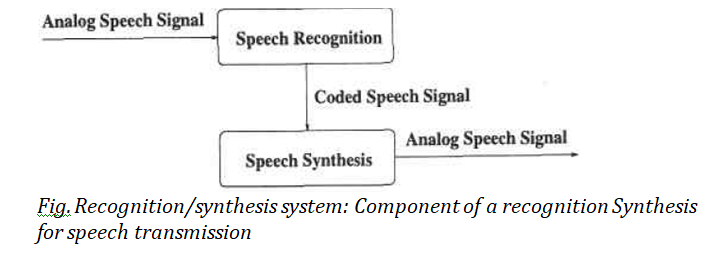 Analog Speech Signal
Speech Recognition
Coded Speech Signal
Analog Speech Signal
Speech Synthesis
Fig. Recognition/synthesis system: Component of a recognition Synthesis
for speech transmission